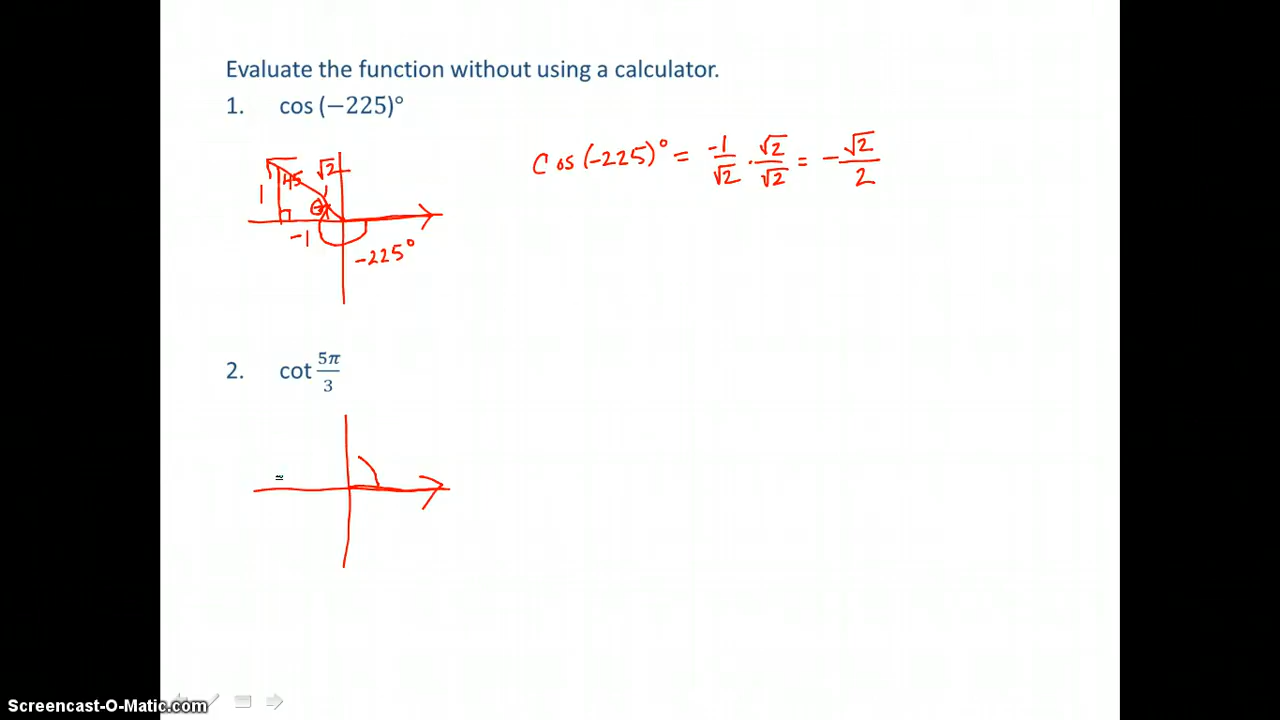 Evaluate the function without using a calculator.
1. cos (−225)°
Cos (-225)° = -1/√2 · √2/√2 = -√2/2
1 45 √2
θ
-1
-225°
2. cot 5π/3
Screencast-O-Matic.com